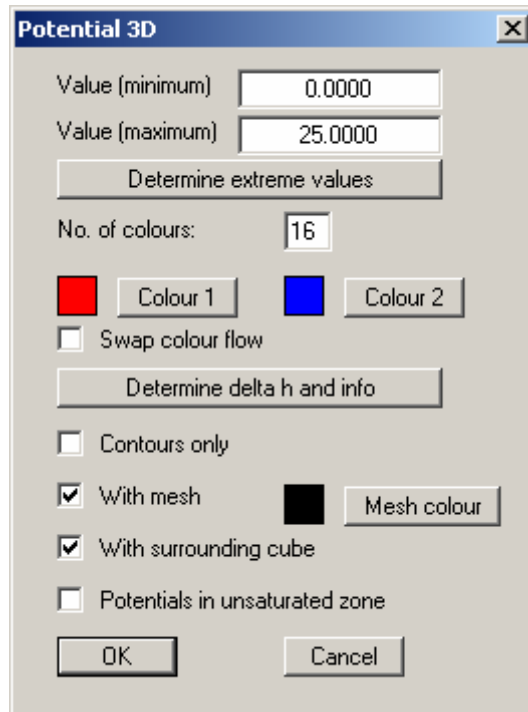 Potential 3D
Value (minimum) 0.0000
Value (maximum) 25.0000
Determine extreme values
No. of colours: 16
Colour 1 Colour 2
Swap colour flow
Determine delta h and info
Contours only
With mesh Mesh colour
With surrounding cube
Potentials in unsaturated zone
OK Cancel